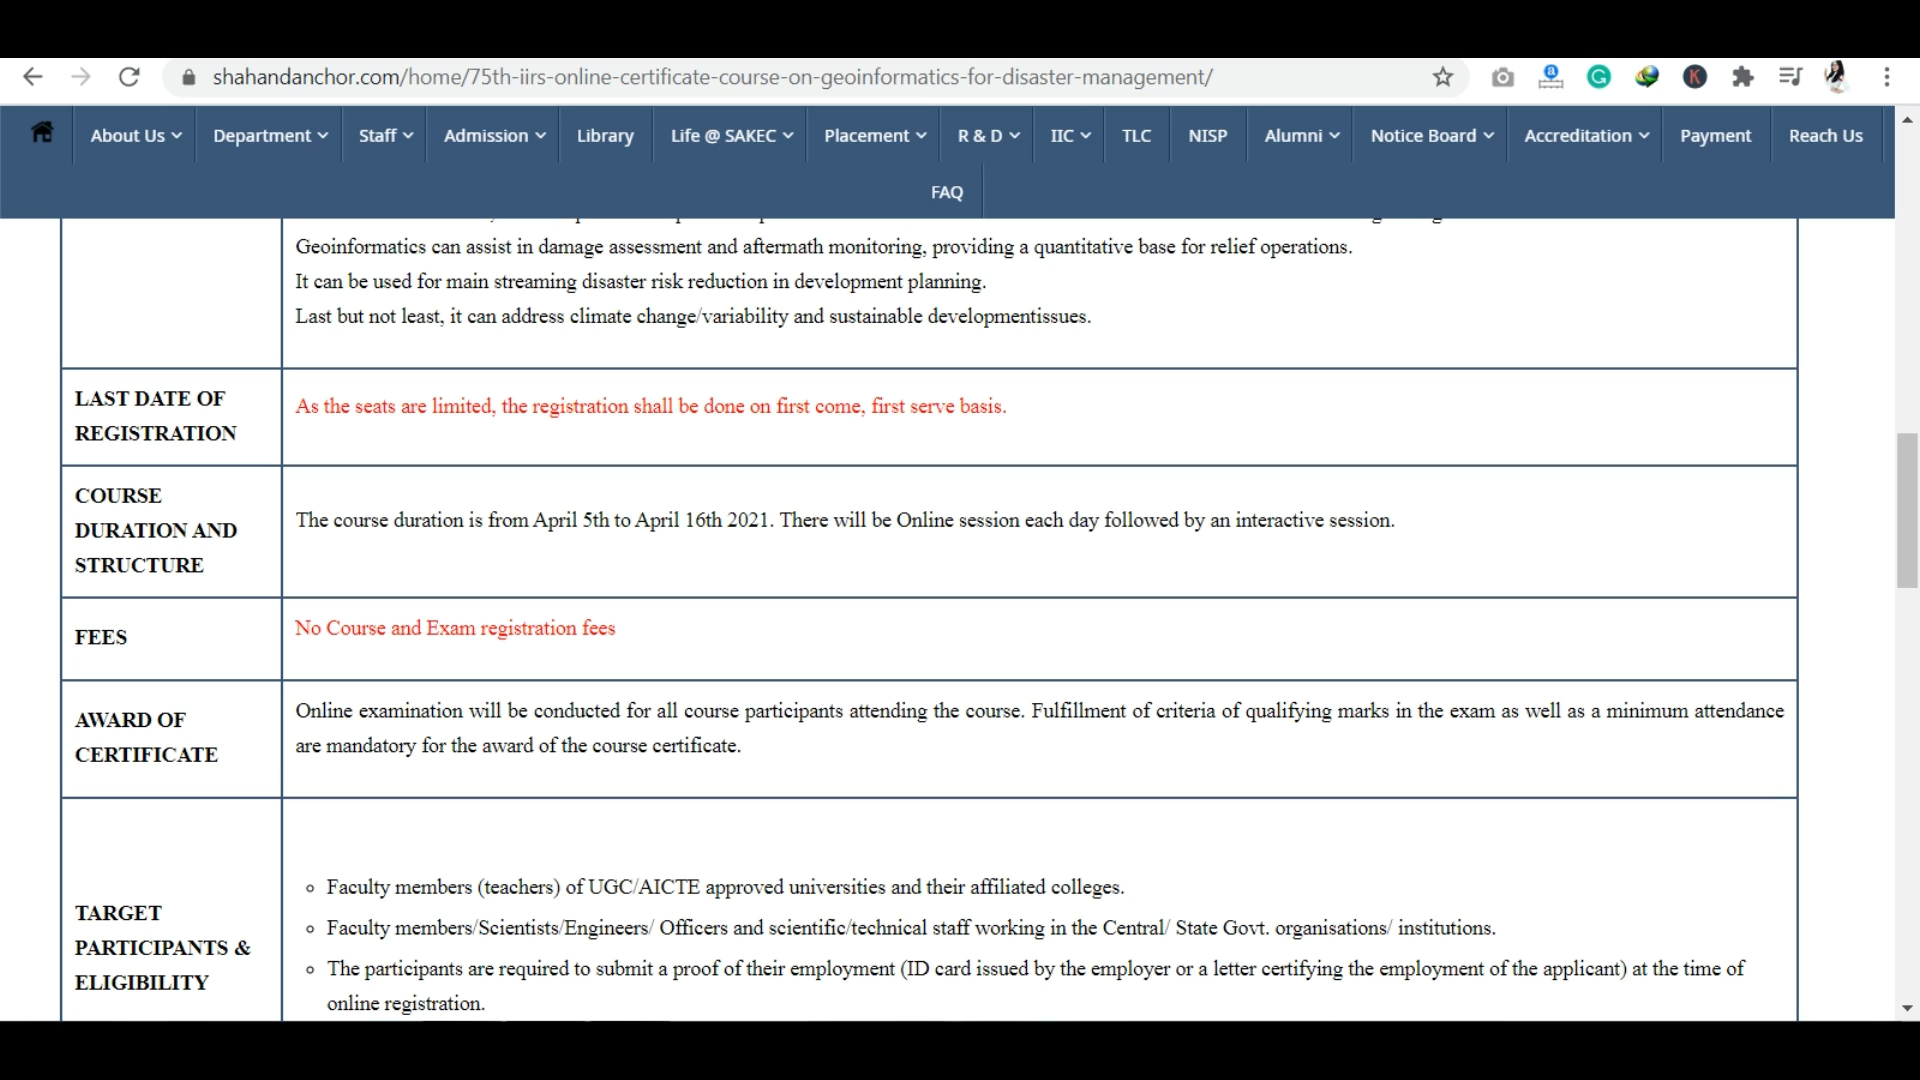 shahandanchor.com/home/75th-iirs-online-certificate-course-on-geoinformatics-for-disaster-management/
About Us Department Staff Admission Library Life @ SAKEC Placement R & D IIC TLC NISP Alumni Notice Board Accreditation Payment Reach Us
FAQ
Geoinformatics can assist in damage assessment and aftermath monitoring, providing a quantitative base for relief operations.
It can be used for main streaming disaster risk reduction in development planning.
Last but not least, it can address climate change/variability and sustainable developmentissues.
LAST DATE OF
REGISTRATION
As the seats are limited, the registration shall be done on first come, first serve basis.
COURSE
DURATION AND
STRUCTURE
The course duration is from April 5th to April 16th 2021. There will be Online session each day followed by an interactive session.
FEES
No Course and Exam registration fees
AWARD OF
CERTIFICATE
Online examination will be conducted for all course participants attending the course. Fulfillment of criteria of qualifying marks in the exam as well as a minimum attendance
are mandatory for the award of the course certificate.
TARGET
PARTICIPANTS &
ELIGIBILITY
Faculty members (teachers) of UGC/AICTE approved universities and their affiliated colleges.
Faculty members/Scientists/Engineers/ Officers and scientific/technical staff working in the Central/ State Govt. organisations/ institutions.
The participants are required to submit a proof of their employment (ID card issued by the employer or a letter certifying the employment of the applicant) at the time of
online registration.